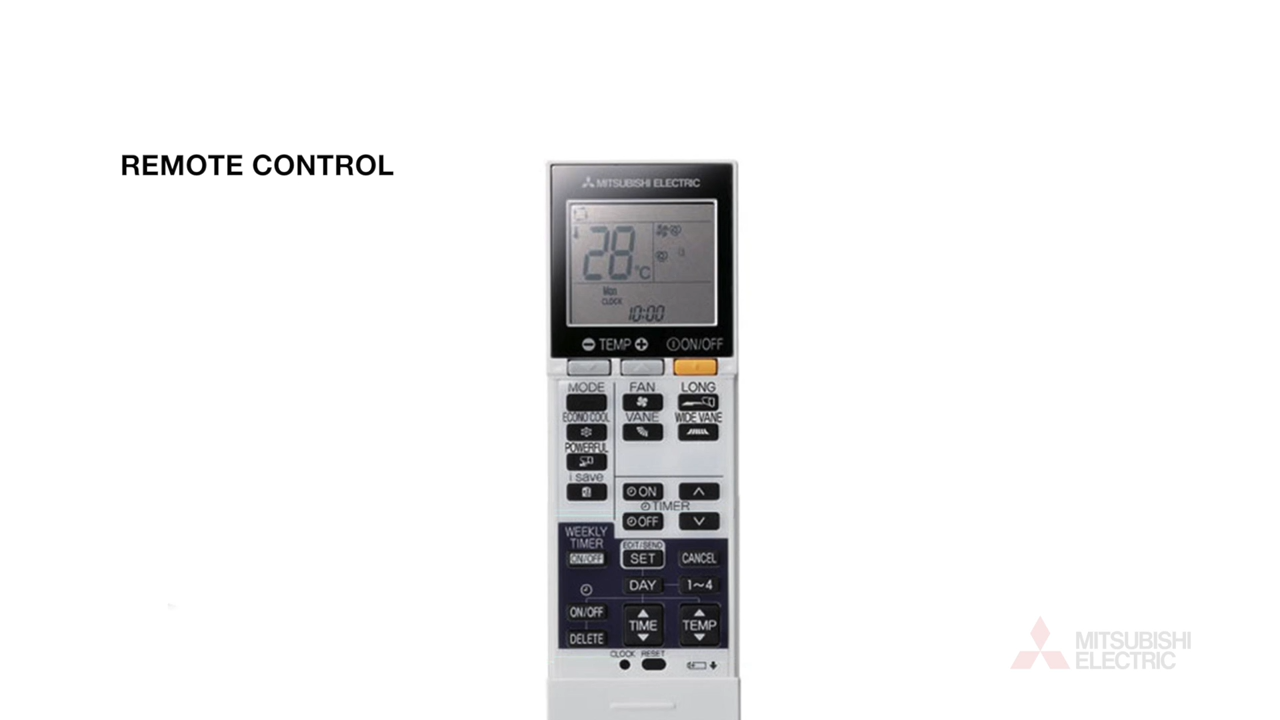 REMOTE CONTROL
MITSUBISHI ELECTRIC
28°C
Mon
CLOCK
10:00
TEMP ON/OFF
MODE FAN LONG
ECONO COOL VANE WIDE VANE
POWERFUL
i save
ON
TIMER
OFF
WEEKLY
TIMER
ON/OFF
EDIT/SEND
SET CANCEL
DAY 1~4
ON/OFF TIME TEMP
DELETE
CLOCK RESET
MITSUBISHI
ELECTRIC